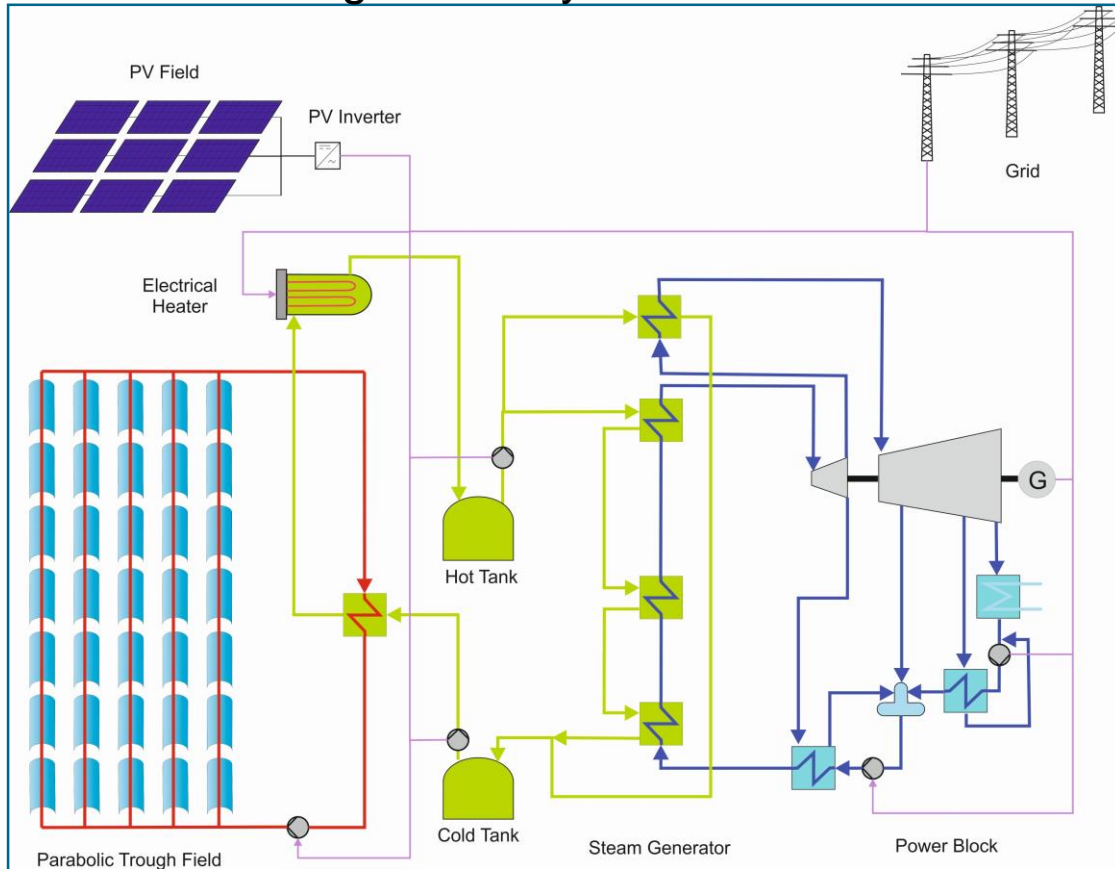 PV Field
PV Inverter
Grid
Electrical
Heater
G
Hot Tank
Cold Tank
Steam Generator
Power Block
Parabolic Trough Field